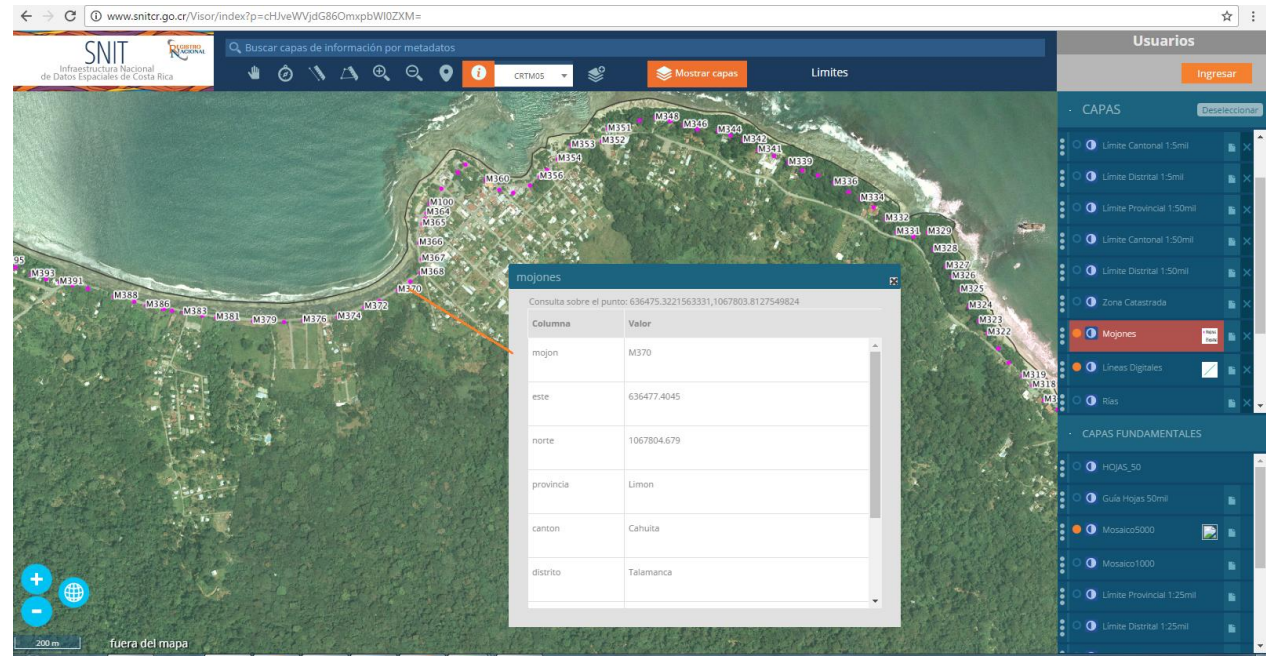 www.snitcr.go.cr/Visor/index?p=cHJveWVjdG86OmxpbWl0ZXM=
SNIT
REGISTRO
NACIONAL
Infraestructura Nacional
de Datos Espaciales de Costa Rica
Buscar capas de información por metadatos
CRTM05
Mostrar capas
Limites
Usuarios
Ingresar
CAPAS
Deseleccionar
Límite Cantonal 1:5mil
Límite Distrital 1:5mil
Límite Provincial 1:50mil
Límite Cantonal 1:50mil
Límite Distrital 1:50mil
Zona Catastrada
Mojones
Líneas Digitales
Rías
CAPAS FUNDAMENTALES
HOJAS_50
Guía Hojas 50mil
Mosaico5000
Mosaico1000
Límite Provincial 1:25mil
Límite Distrital 1:25mil
M351
M348
M346
M344
M342
M341
M353
M352
M354
M356
M360
M339
M336
M334
M332
M331
M329
M328
M327
M326
M325
M324
M323
M322
M319
M318
M3
M100
M364
M365
M366
M367
M368
M370
M372
M374
M376
M379
M381
M383
M386
M388
M391
M393
95
mojones
Consulta sobre el punto: 636475.3221563331,1067803.8127549824
Columna Valor
mojon M370
este 636477.4045
norte 1067804.679
provincia Limon
canton Cahuita
distrito Talamanca
200 m
fuera del mapa